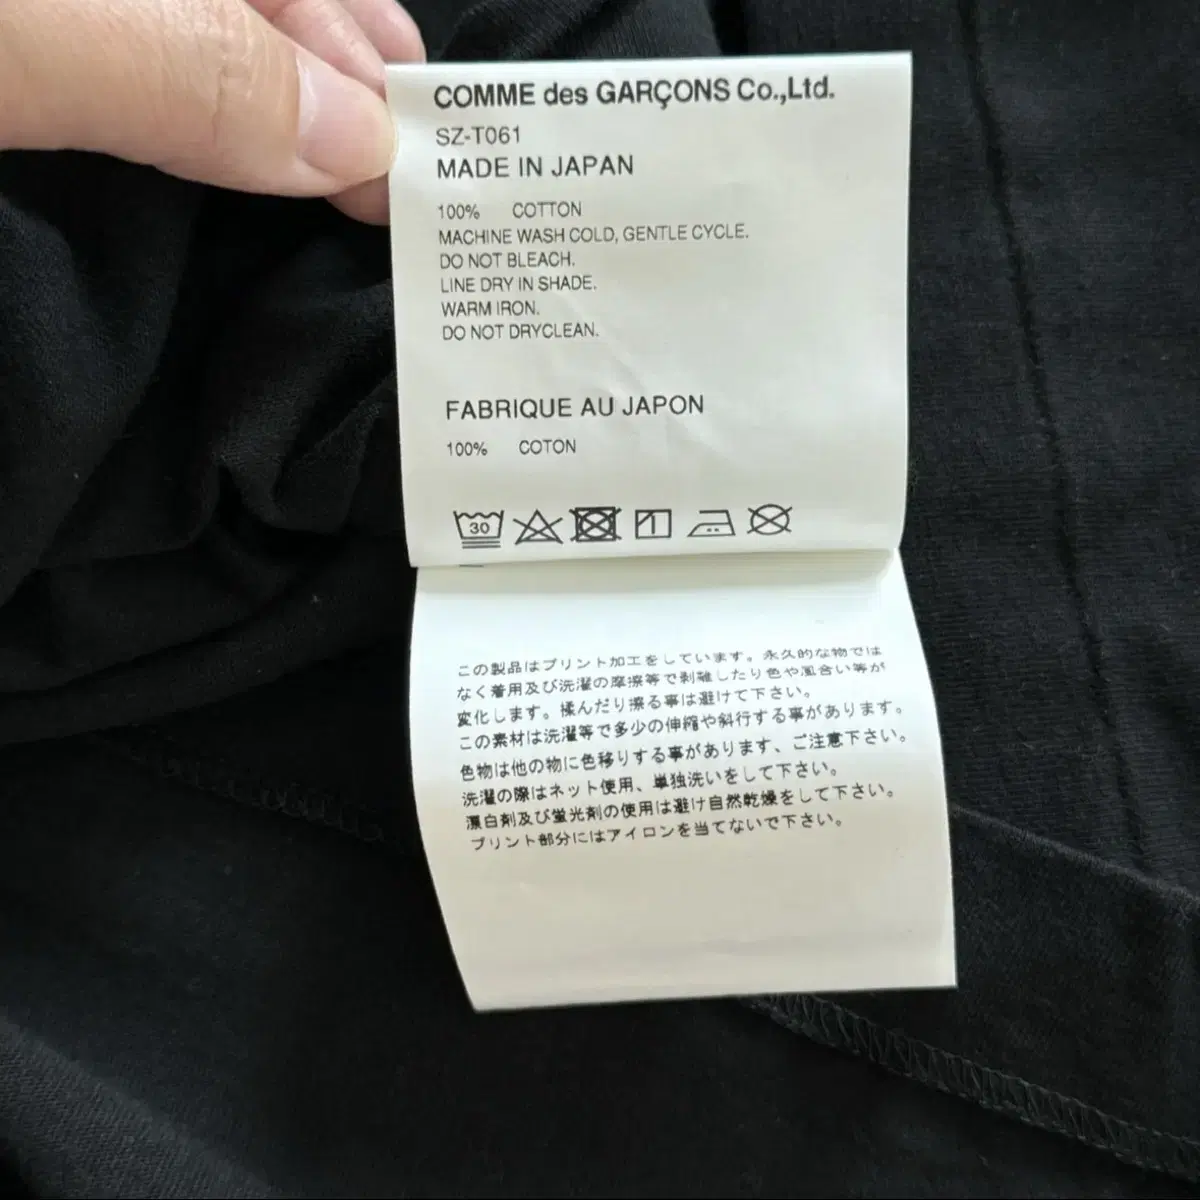 COMME des GARÇONS Co.,Ltd.
SZ-T061
MADE IN JAPAN
100% COTTON
MACHINE WASH COLD, GENTLE CYCLE.
DO NOT BLEACH.
LINE DRY IN SHADE.
WARM IRON.
DO NOT DRYCLEAN.
FABRIQUE AU JAPON
100% COTON
30
この製品はプリント加工をしています。永久的な物では
なく着用及び洗濯の摩擦等で剥離したり色や風合い等が
変化します。揉んだり擦る事は避けて下さい。
この素材は洗濯等で多少の伸縮や斜行する事があります。
色物は他の物に色移りする事があります、ご注意下さい。
洗濯の際はネット使用、単独洗いをして下さい。
漂白剤及び蛍光剤の使用は避け自然乾燥をして下さい。
プリント部分にはアイロンを当てないで下さい。